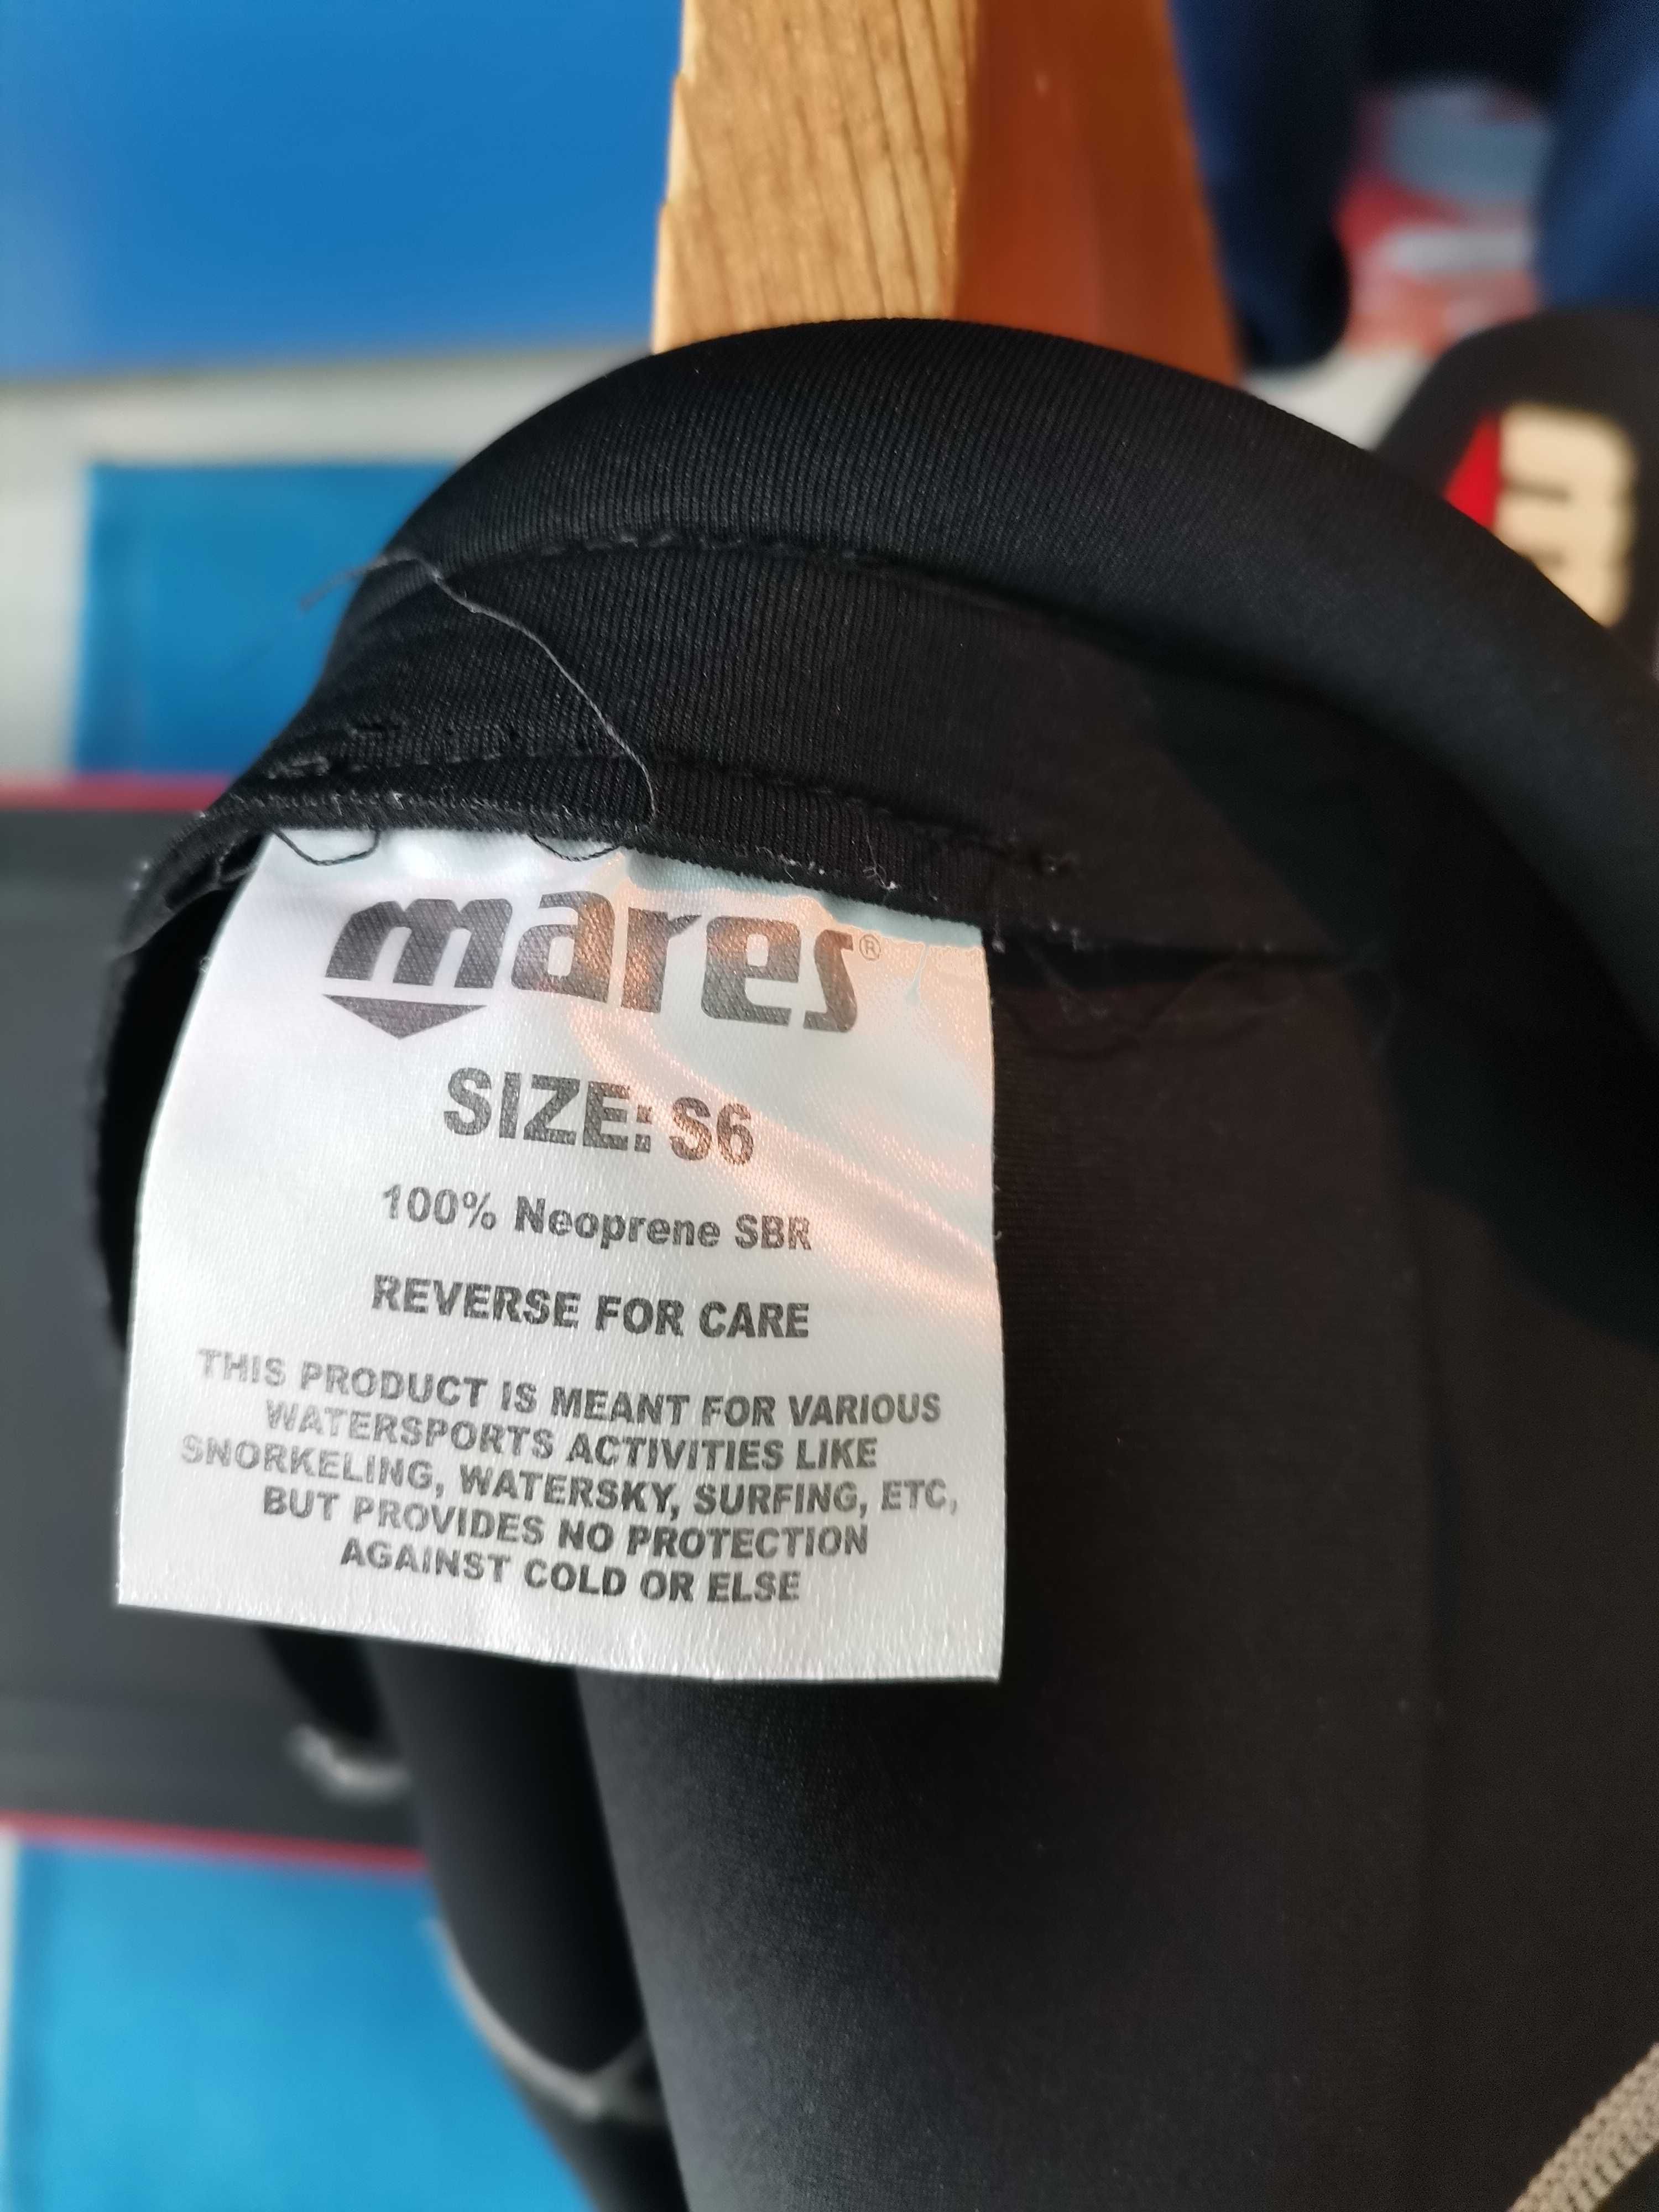 mares®
SIZE: S6
100% Neoprene SBR
REVERSE FOR CARE
THIS PRODUCT IS MEANT FOR VARIOUS
WATERSPORTS ACTIVITIES LIKE
SNORKELING, WATERSKY, SURFING, ETC,
BUT PROVIDES NO PROTECTION
AGAINST COLD OR ELSE